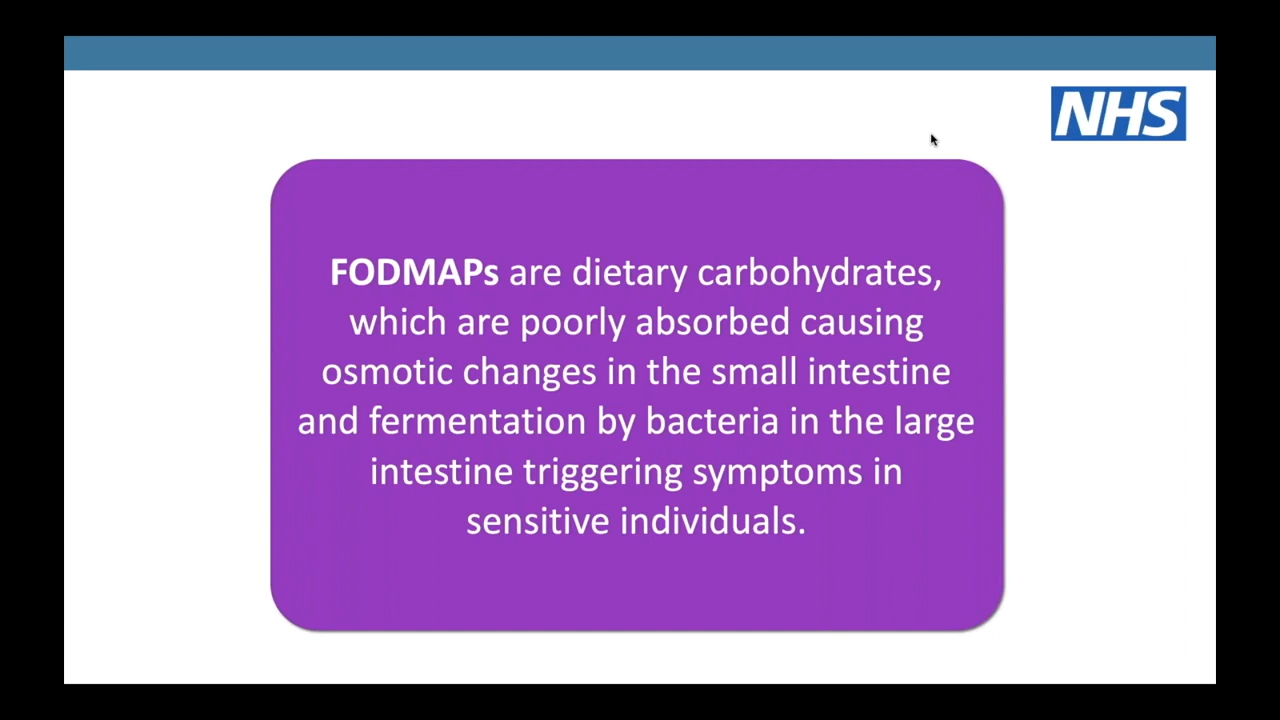 NHS
FODMAPs are dietary carbohydrates,
which are poorly absorbed causing
osmotic changes in the small intestine
and fermentation by bacteria in the large
intestine triggering symptoms in
sensitive individuals.